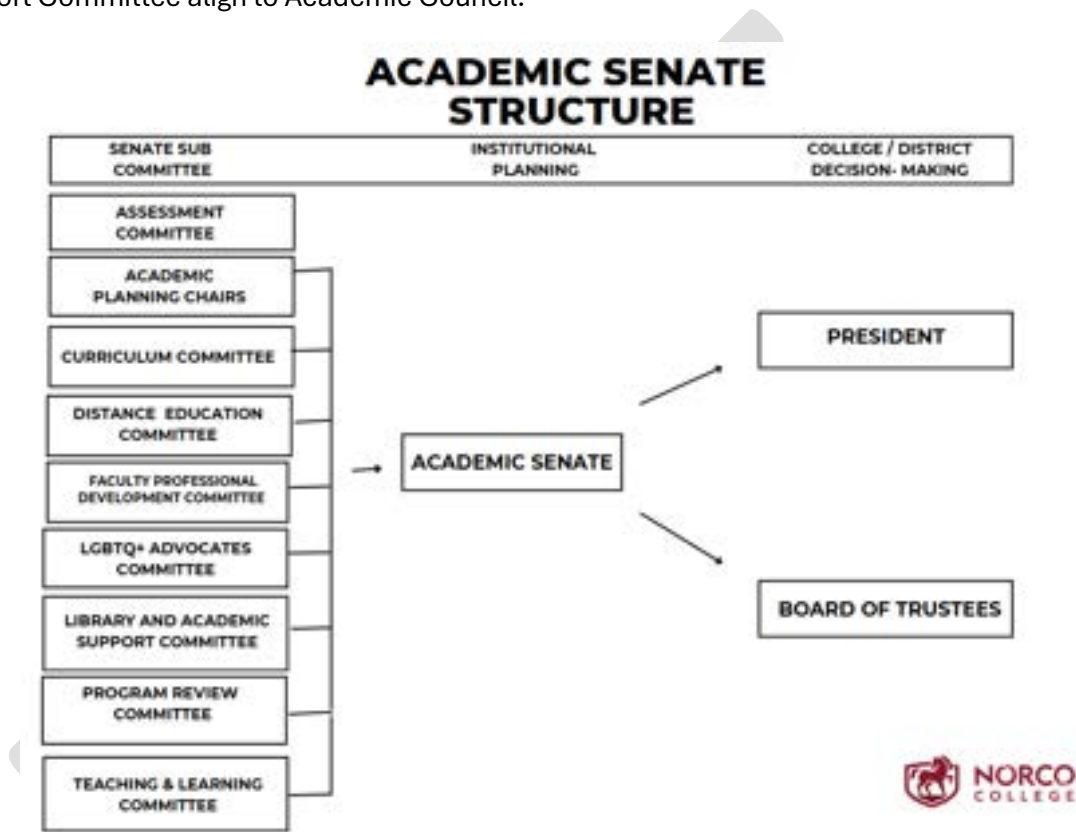 ort Committee align to Academic Council.
ACADEMIC SENATE
STRUCTURE
SENATE SUB
COMMITTEE
INSTITUTIONAL
PLANNING
COLLEGE / DISTRICT
DECISION- MAKING
ASSESSMENT
COMMITTEE
ACADEMIC
PLANNING CHAIRS
CURRICULUM COMMITTEE
DISTANCE EDUCATION
COMMITTEE
FACULTY PROFESSIONAL
DEVELOPMENT COMMITTEE
LGBTQ+ ADVOCATES
COMMITTEE
LIBRARY AND ACADEMIC
SUPPORT COMMITTEE
PROGRAM REVIEW
COMMITTEE
TEACHING & LEARNING
COMMITTEE
ACADEMIC SENATE
PRESIDENT
BOARD OF TRUSTEES
NORCO
COLLEGE